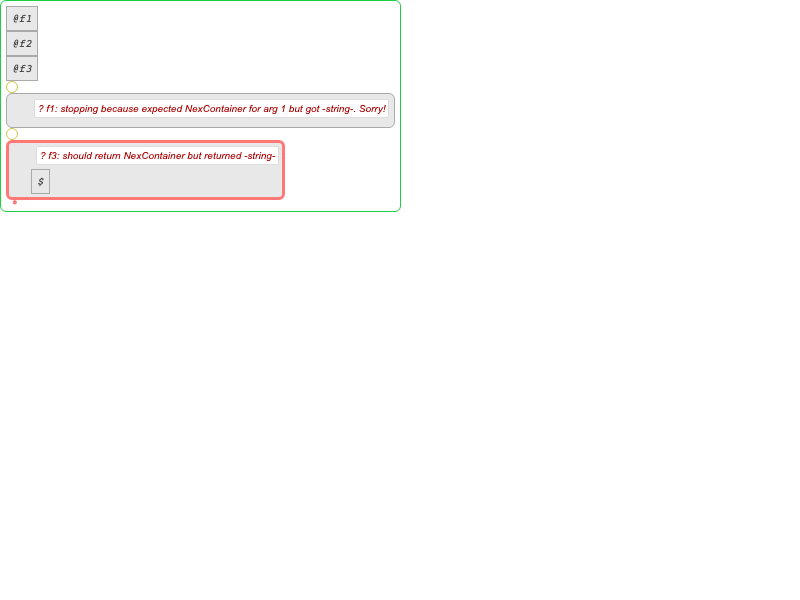 @f1
@f2
@f3
? f1: stopping because expected NexContainer for arg 1 but got -string-. Sorry!
? f3: should return NexContainer but returned -string-
$